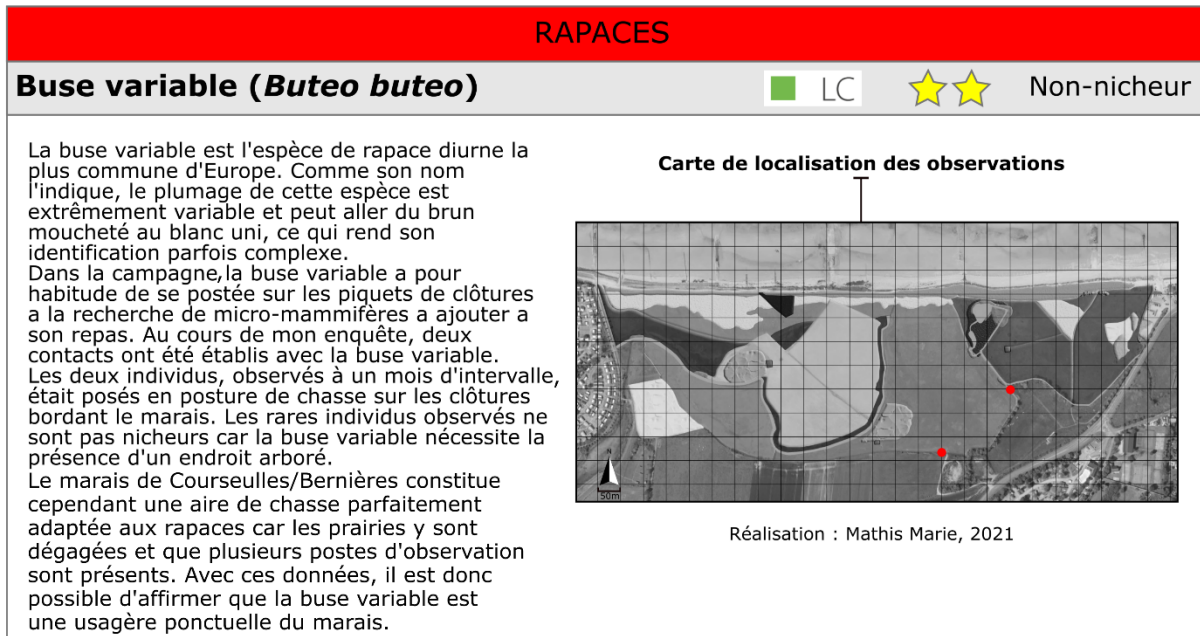 RAPACES
Buse variable (Buteo buteo)
LC
Non-nicheur
La buse variable est l'espèce de rapace diurne la
plus commune d'Europe. Comme son nom
l'indique, le plumage de cette espèce est
extrêmement variable et peut aller du brun
moucheté au blanc uni, ce qui rend son
identification parfois complexe.
Dans la campagne,la buse variable a pour
habitude de se postée sur les piquets de clôtures
a la recherche de micro-mammifères a ajouter a
son repas. Au cours de mon enquête, deux
contacts ont été établis avec la buse variable.
Les deux individus, observés à un mois d'intervalle,
était posés en posture de chasse sur les clôtures
bordant le marais. Les rares individus observés ne
sont pas nicheurs car la buse variable nécessite la
présence d'un endroit arboré.
Le marais de Courseulles/Bernières constitue
cependant une aire de chasse parfaitement
adaptée aux rapaces car les prairies y sont
dégagées et que plusieurs postes d'observation
sont présents. Avec ces données, il est donc
possible d'affirmer que la buse variable est
une usagère ponctuelle du marais.
Carte de localisation des observations
50m
Réalisation : Mathis Marie, 2021